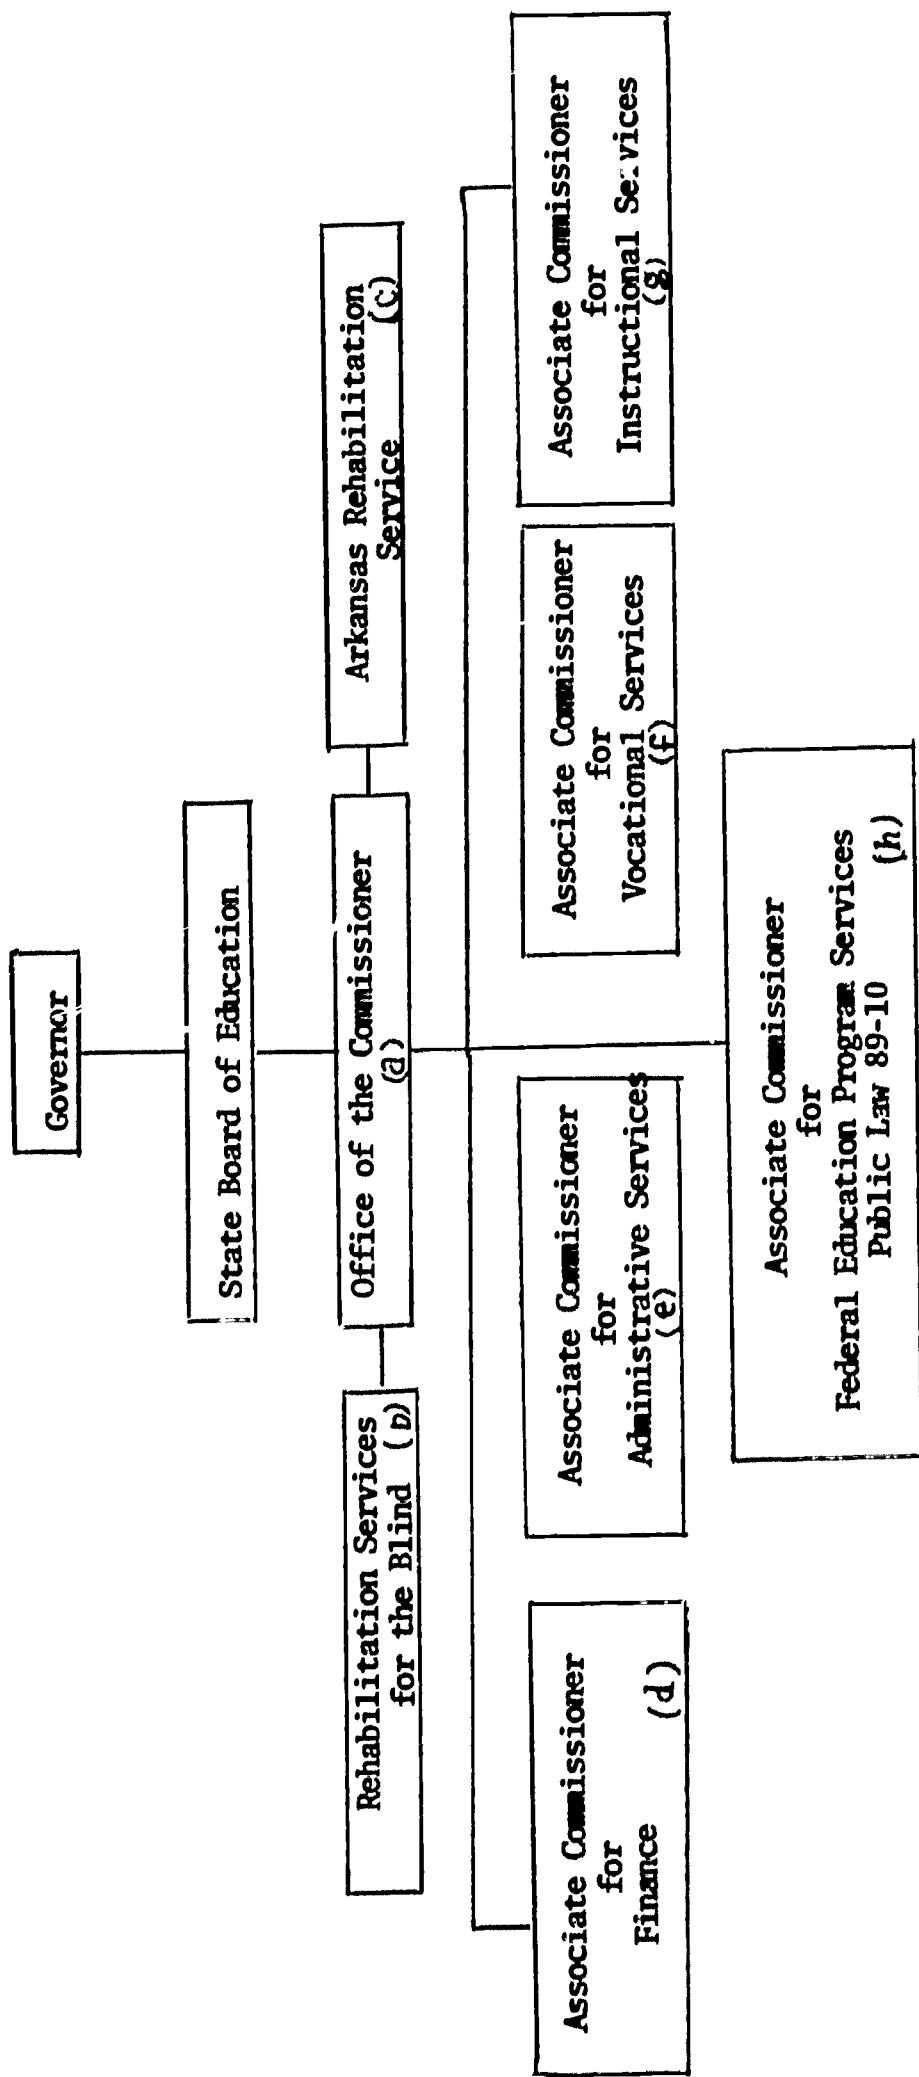 Governor
State Board of Education
Rehabilitation Services
for the Blind (b)
Office of the Commissioner
(a)
Arkansas Rehabilitation
Service (c)
Associate Commissioner
for
Finance (d)
Associate Commissioner
for
Administrative Services
(e)
Associate Commissioner
for
Vocational Services
(f)
Associate Commissioner
for
Instructional Services
(g)
Associate Commissioner
for
Federal Education Program Services
Public Law 89-10 (h)